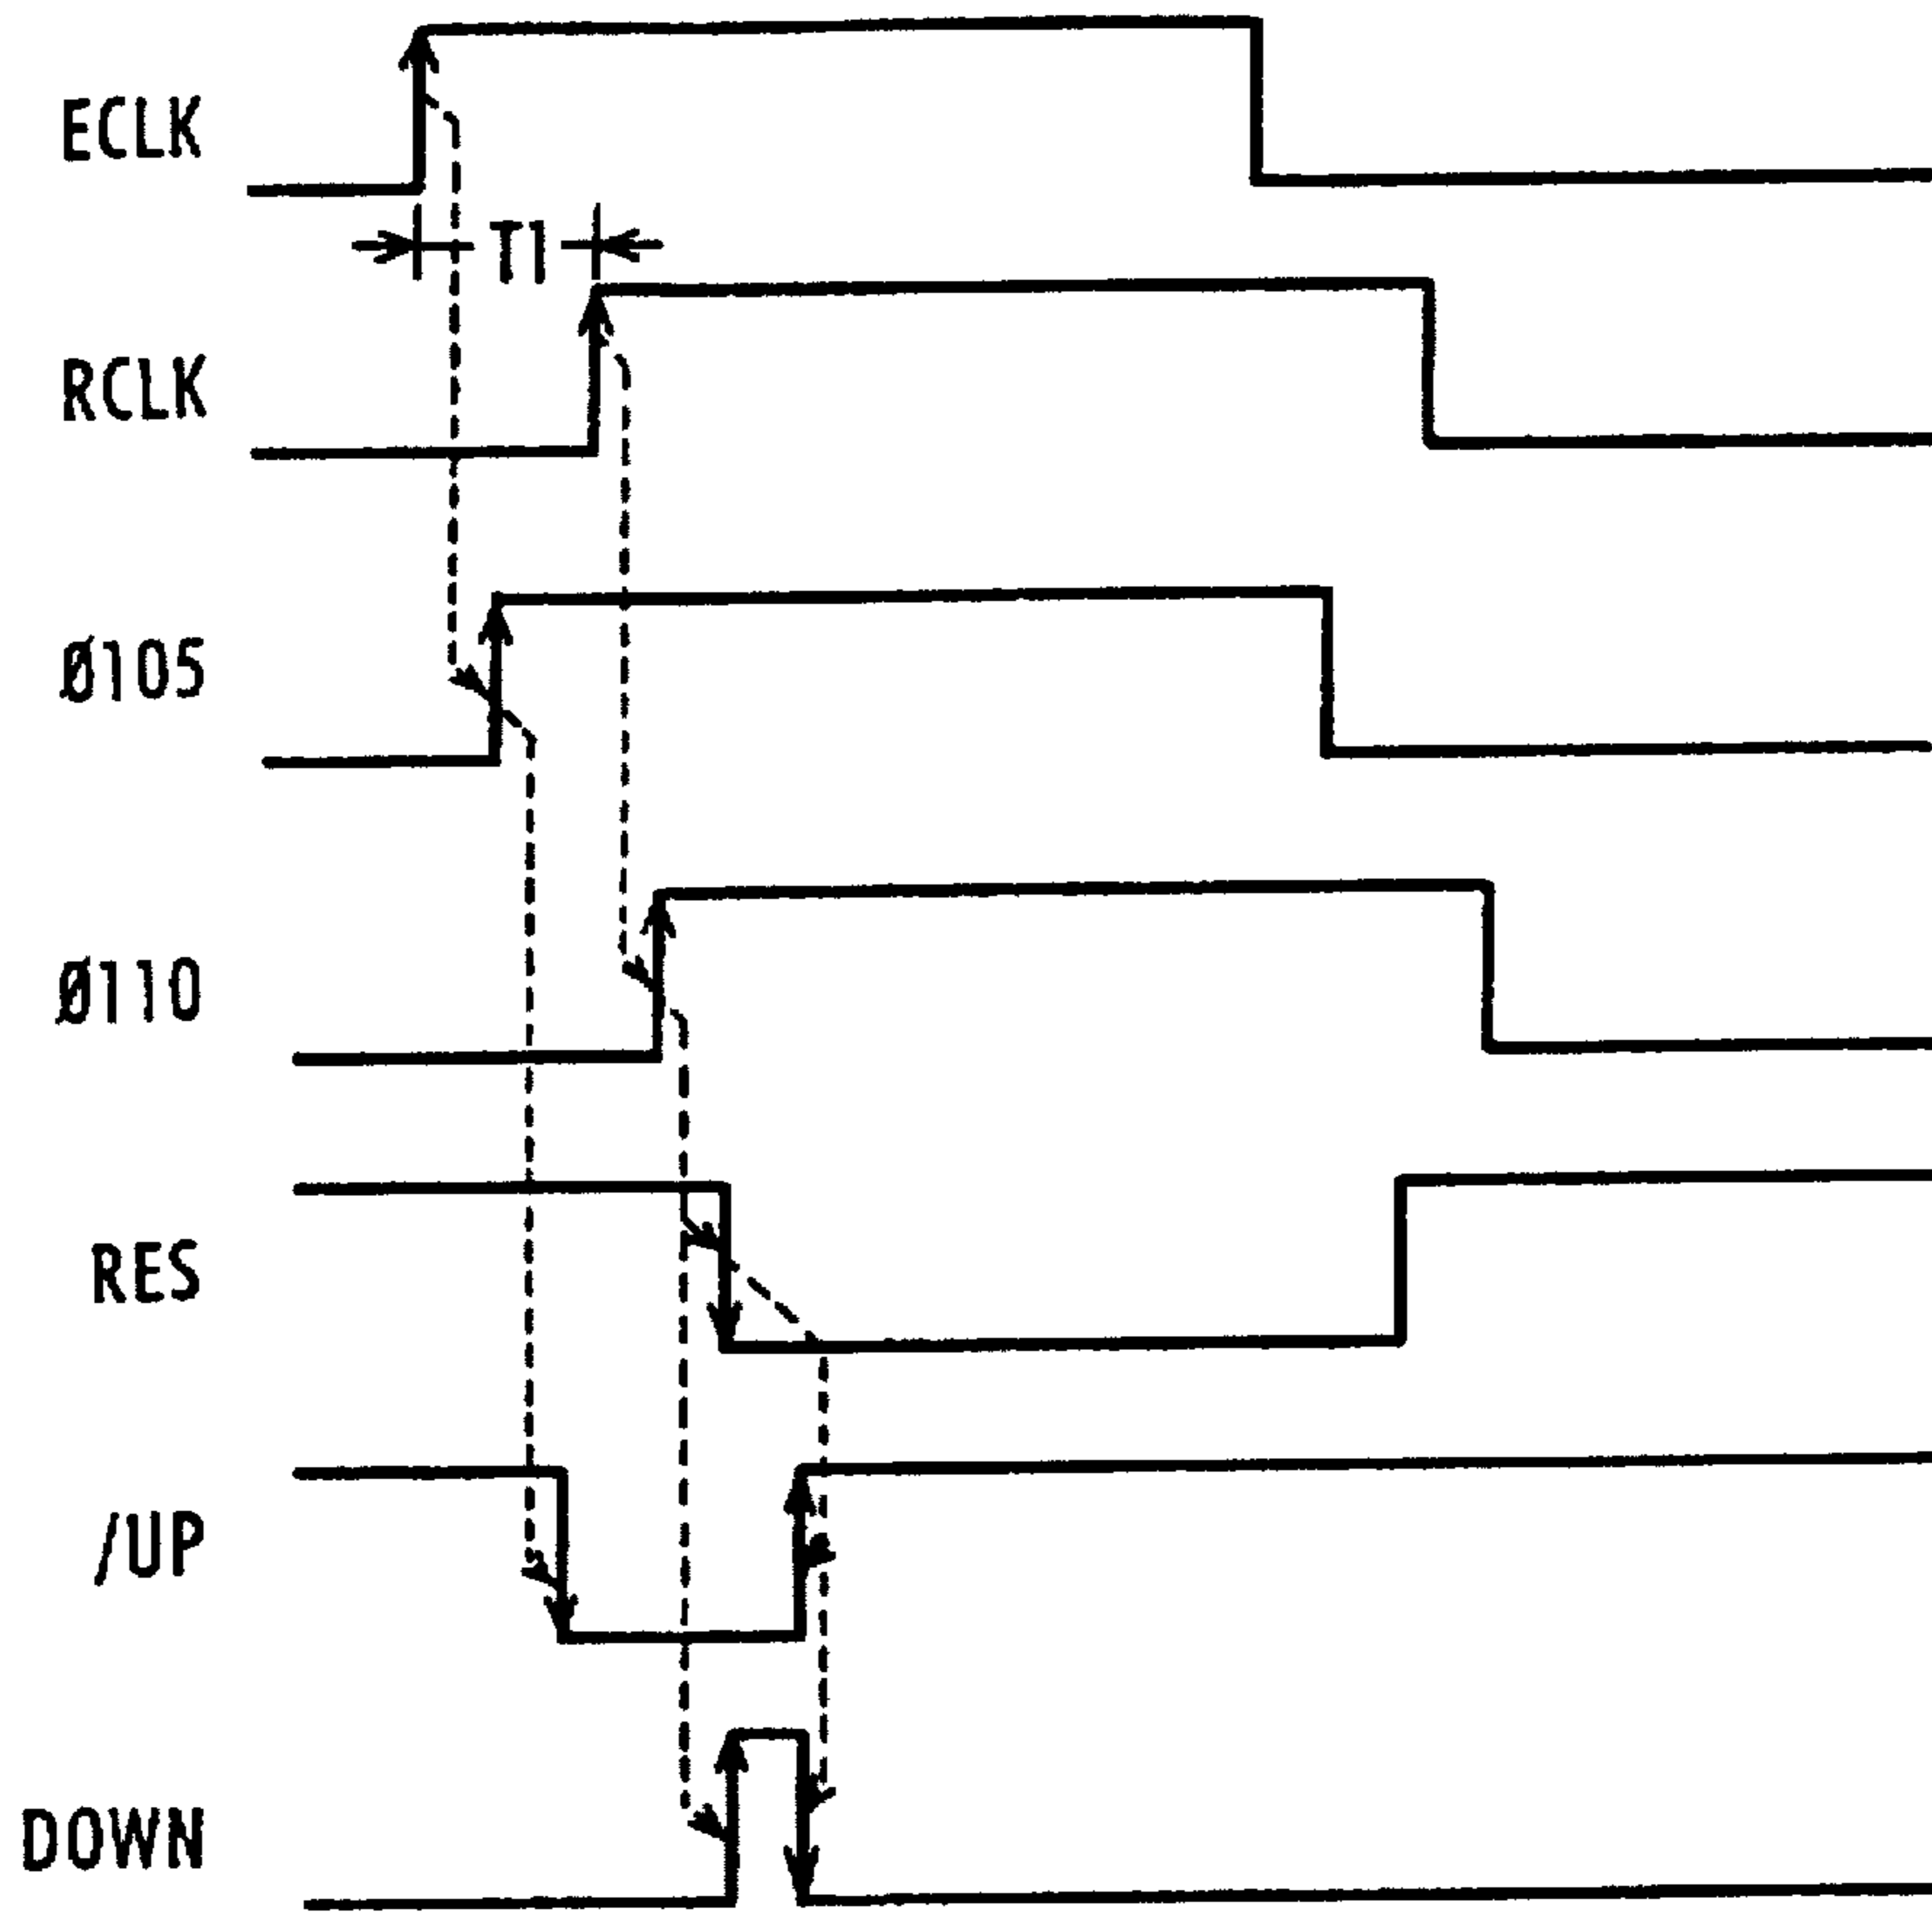 ECLK
T1
RCLK
Ø105
Ø110
RES
/UP
DOWN